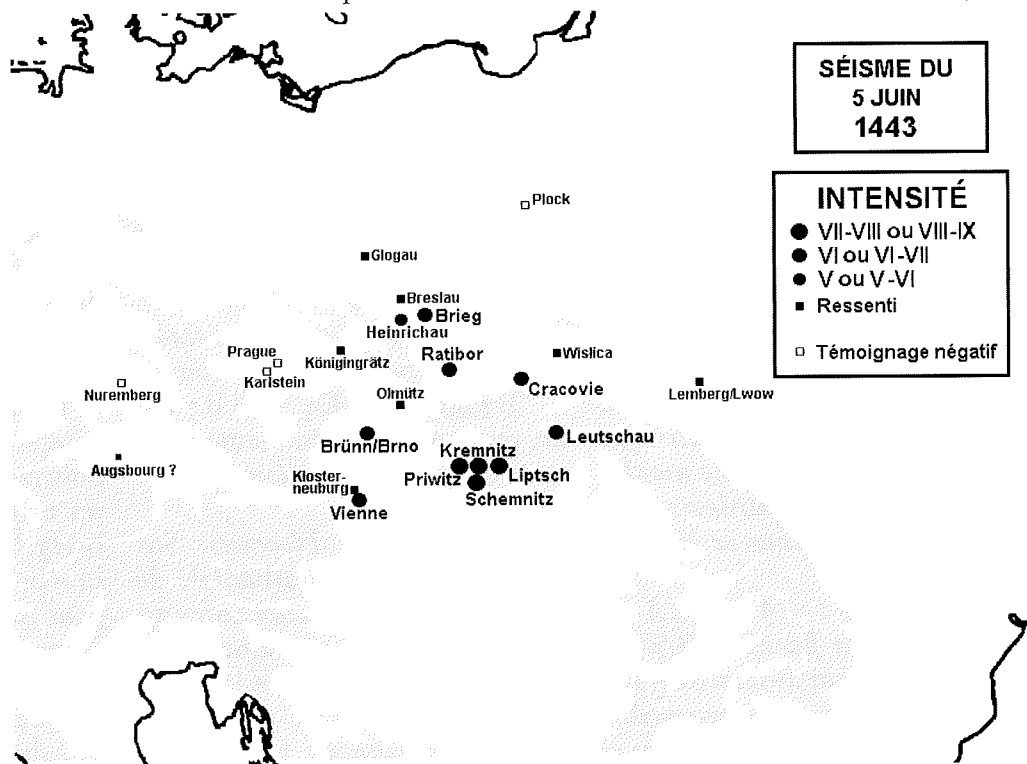 SÉISME DU
5 JUIN
1443
INTENSITÉ
VII-VIII ou VIII-IX
VI ou VI-VII
V ou V-VI
Ressenti
Témoignage négatif
Plock
Glogau
Breslau
Brieg
Heinrichau
Prague
Königingrätz
Ratibor
Wislica
Karlstein
Cracovie
Nuremberg
Olmütz
Lemberg/Lwow
Brünn/Brno
Leutschau
Kremnitz
Augsbourg ?
Kloster-
neuburg
Priwitz
Liptsch
Schemnitz
Vienne